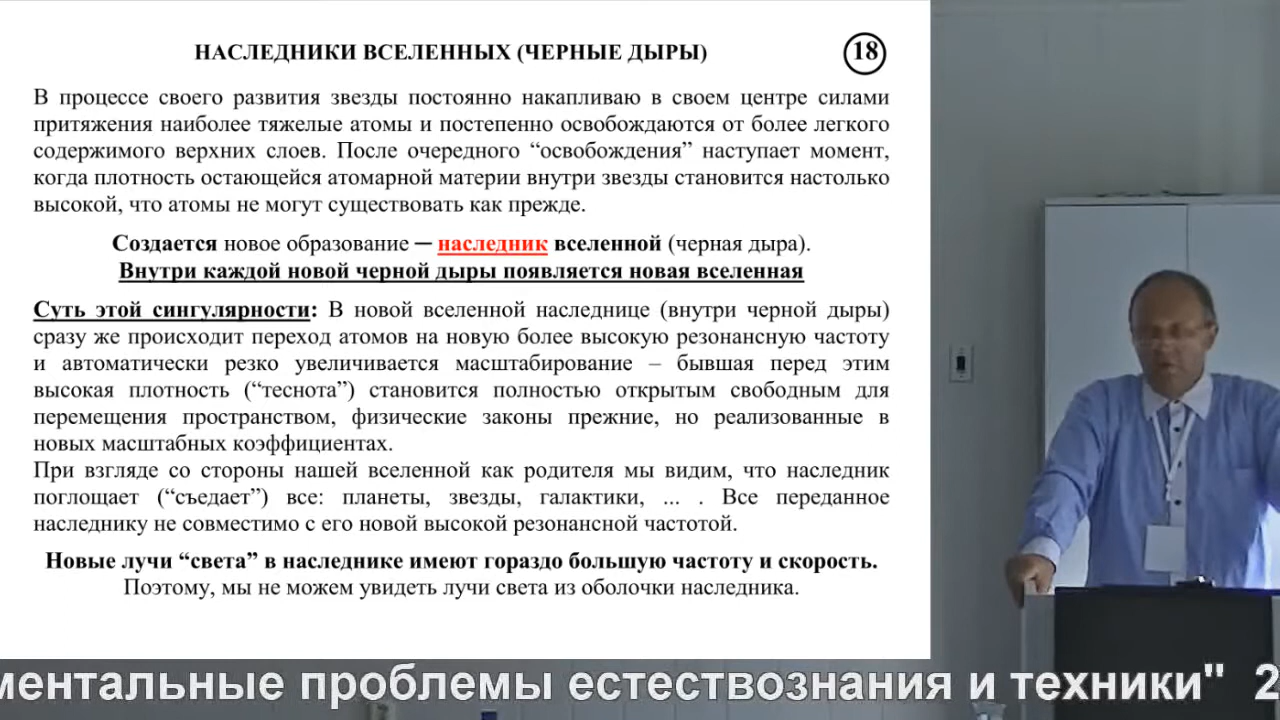 НАСЛЕДНИКИ ВСЕЛЕННЫХ (ЧЕРНЫЕ ДЫРЫ)
18
В процессе своего развития звезды постоянно накапливаю в своем центре силами
притяжения наиболее тяжелые атомы и постепенно освобождаются от более легкого
содержимого верхних слоев. После очередного “освобождения” наступает момент,
когда плотность остающейся атомарной материи внутри звезды становится настолько
высокой, что атомы не могут существовать как прежде.
Создается новое образование — наследник вселенной (черная дыра).
Внутри каждой новой черной дыры появляется новая вселенная
Суть этой сингулярности: В новой вселенной наследнице (внутри черной дыры)
сразу же происходит переход атомов на новую более высокую резонансную частоту
и автоматически резко увеличивается масштабирование – бывшая перед этим
высокая плотность (“теснота”) становится полностью открытым свободным для
перемещения пространством, физические законы прежние, но реализованные в
новых масштабных коэффициентах.
При взгляде со стороны нашей вселенной как родителя мы видим, что наследник
поглощает (“съедает”) все: планеты, звезды, галактики, ... . Все переданное
наследнику не совместимо с его новой высокой резонансной частотой.
Новые лучи “света” в наследнике имеют гораздо большую частоту и скорость.
Поэтому, мы не можем увидеть лучи света из оболочки наследника.
ментальные проблемы естествознания и техники" 2